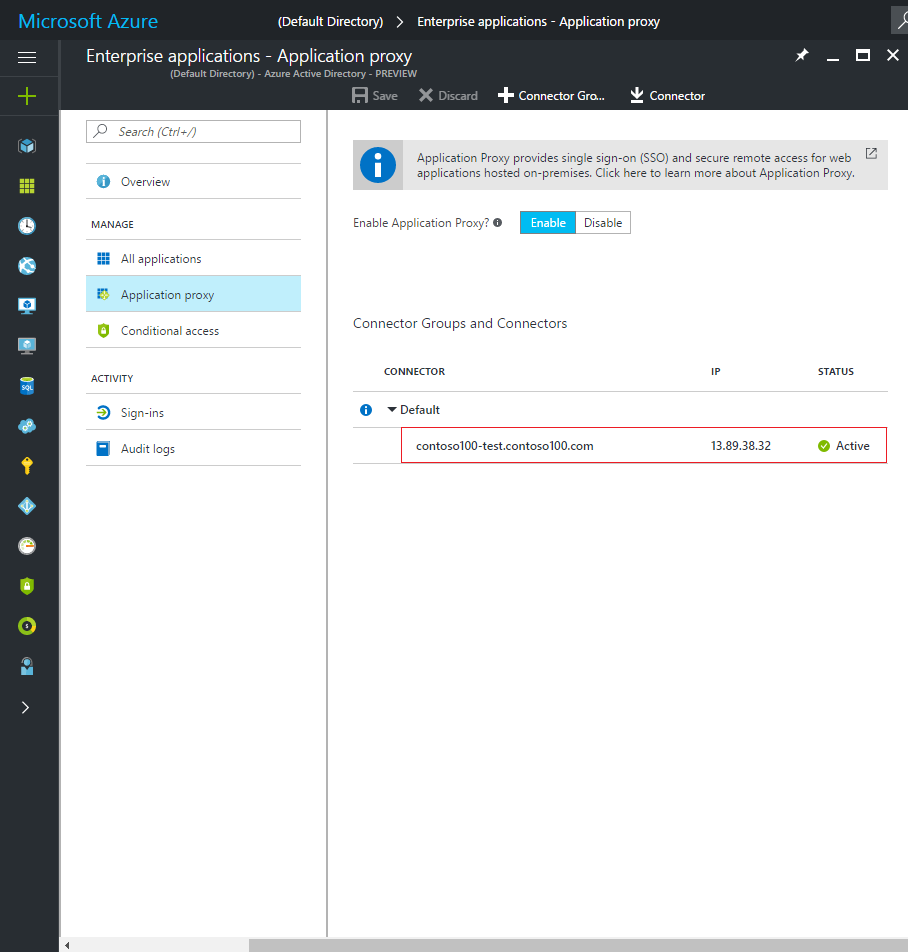 Microsoft Azure
(Default Directory) > Enterprise applications - Application proxy
Enterprise applications - Application proxy
(Default Directory) - Azure Active Directory - PREVIEW
Save
Discard
Connector Gro...
Connector
Search (Ctrl+/)
Overview
MANAGE
All applications
Application proxy
Conditional access
ACTIVITY
Sign-ins
Audit logs
Application Proxy provides single sign-on (SSO) and secure remote access for web
applications hosted on-premises. Click here to learn more about Application Proxy.
Enable Application Proxy?
Enable
Disable
Connector Groups and Connectors
CONNECTOR IP STATUS
Default
contoso100-test.contoso100.com 13.89.38.32 Active
SQL